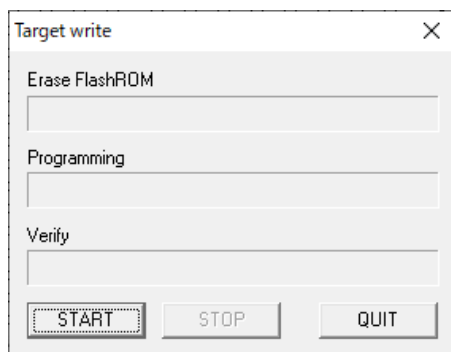 Target write
Erase FlashROM
Programming
Verify
START STOP QUIT